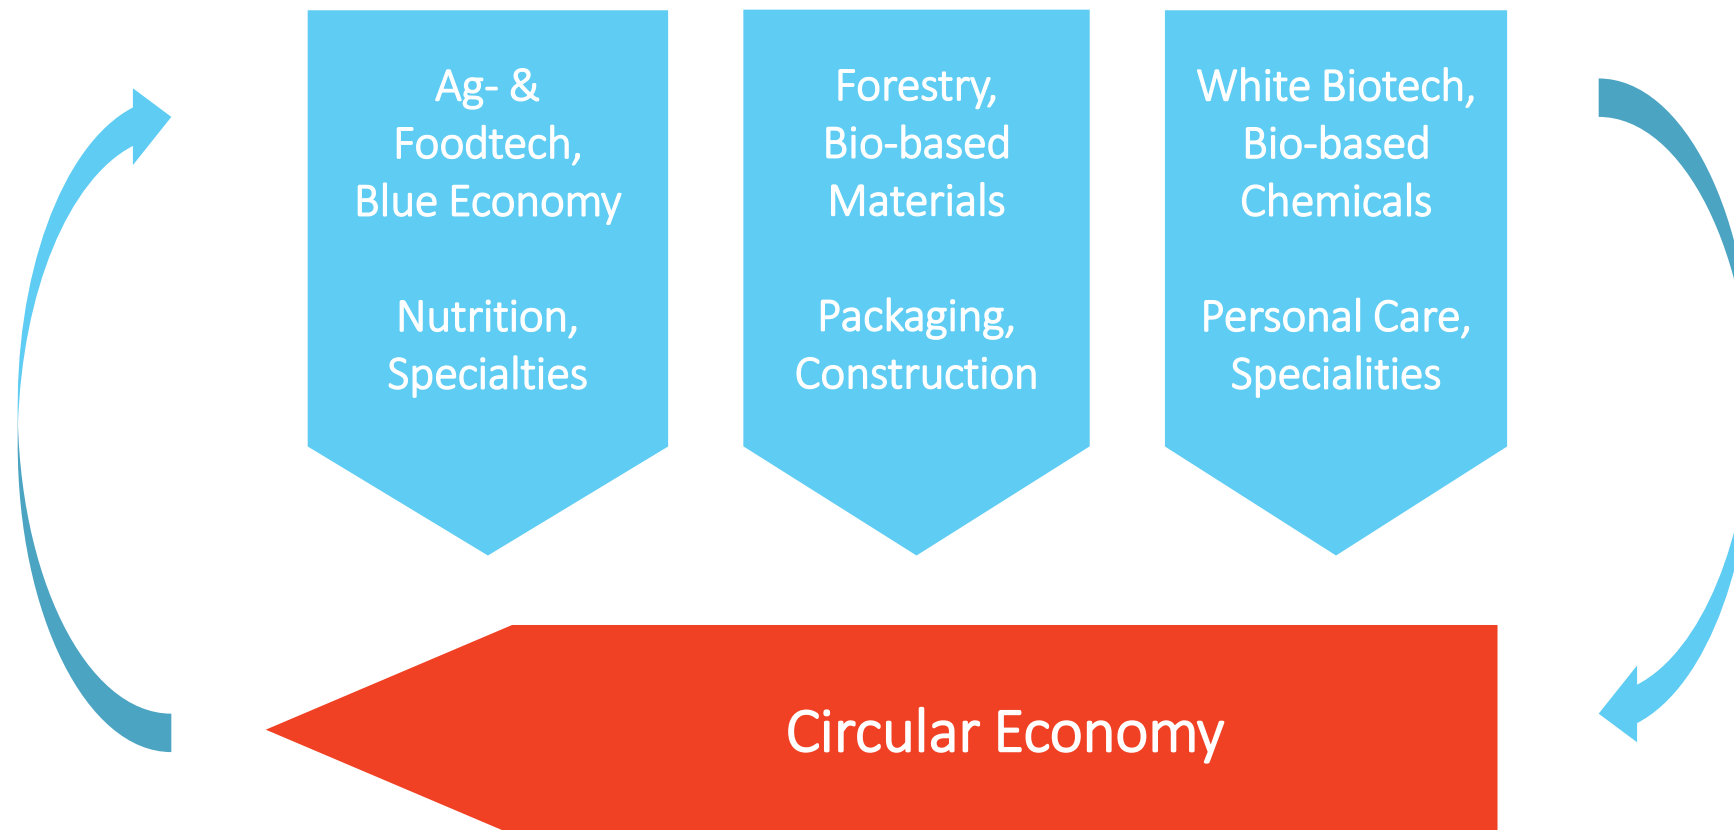 Ag- &
Foodtech,
Blue Economy
Nutrition,
Specialties
Forestry,
Bio-based
Materials
Packaging,
Construction
White Biotech,
Bio-based
Chemicals
Personal Care,
Specialities
Circular Economy